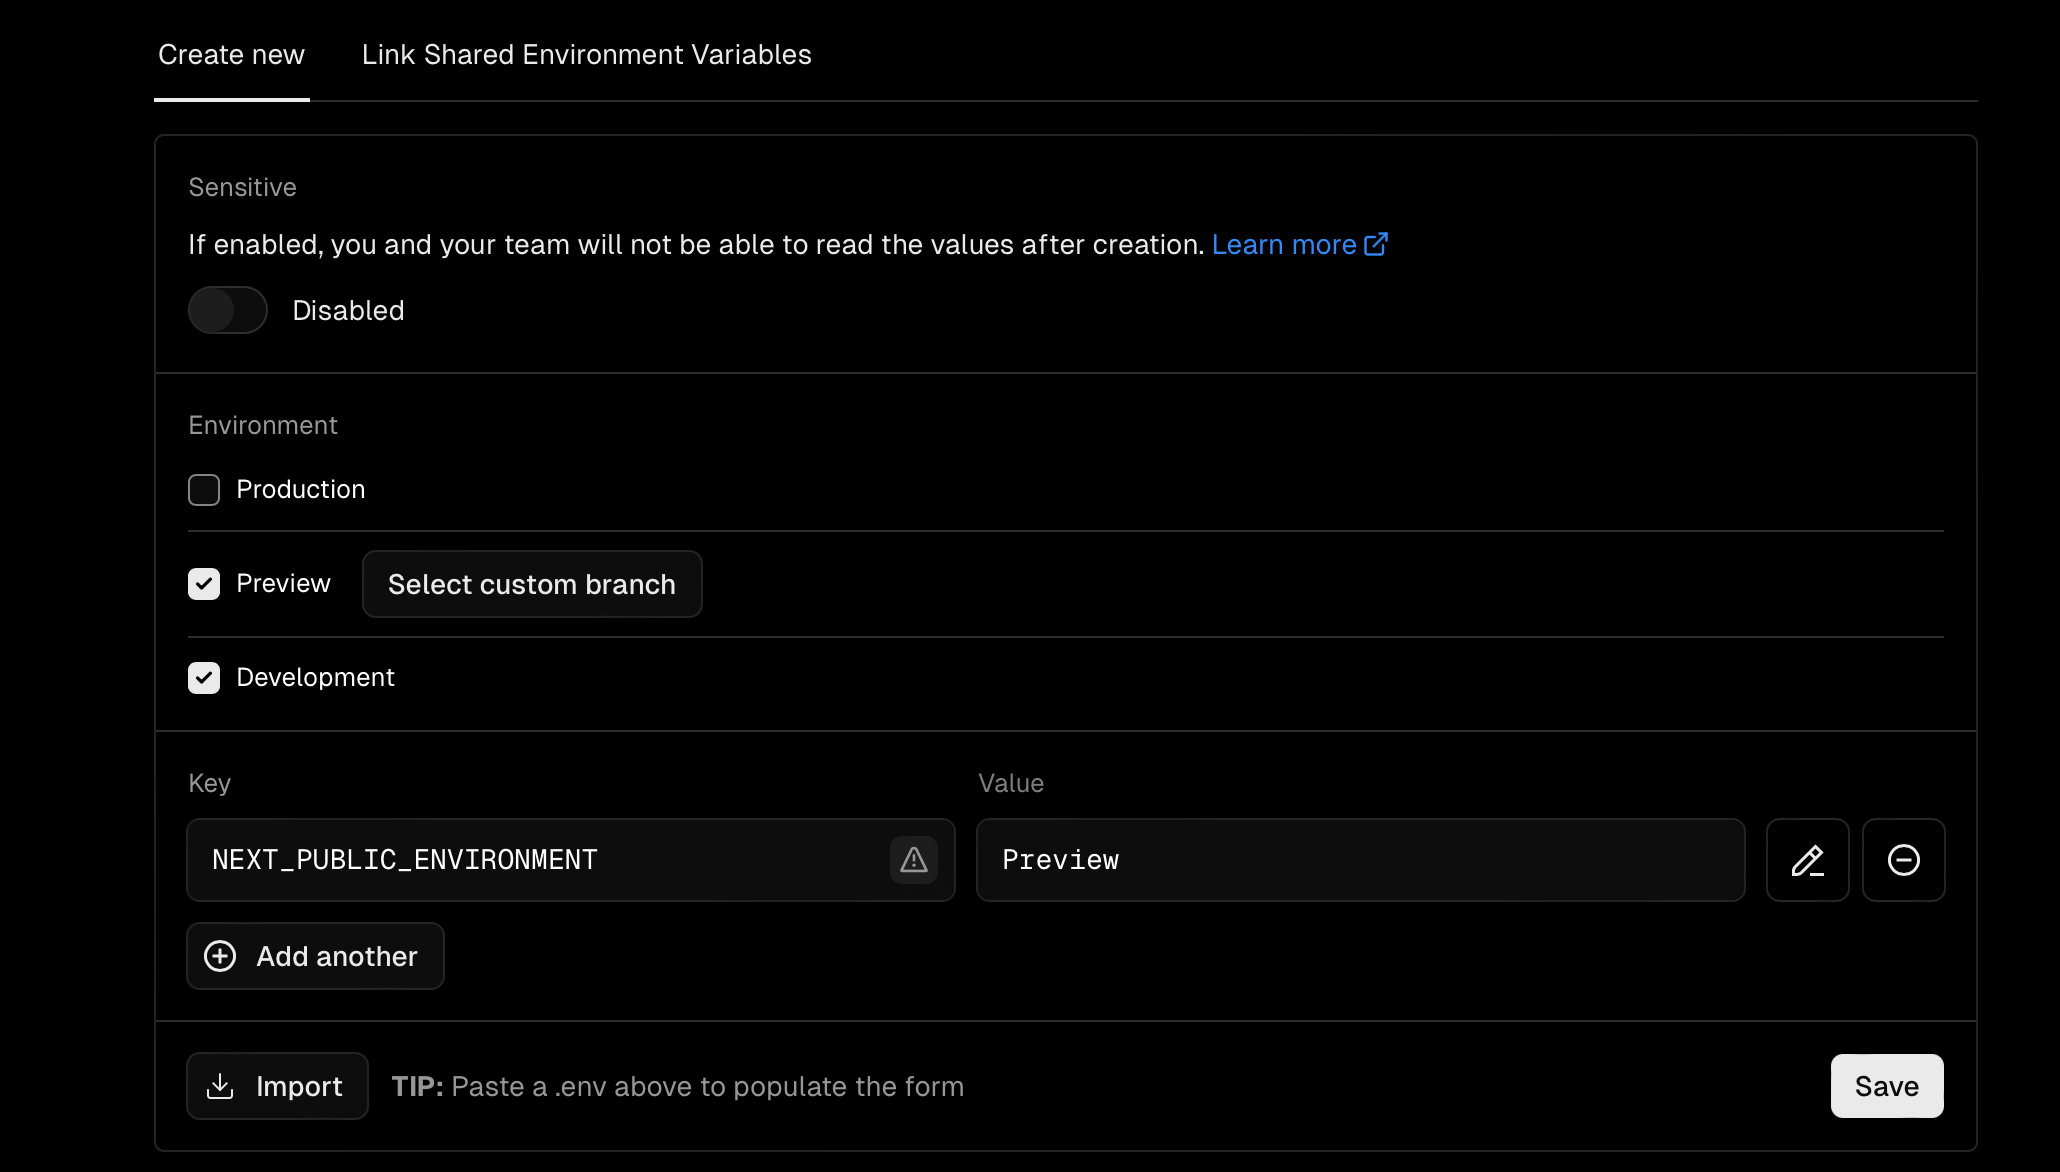 Create new Link Shared Environment Variables
Sensitive
If enabled, you and your team will not be able to read the values after creation. Learn more
Disabled
Environment
Production
Preview Select custom branch
Development
Key Value
NEXT_PUBLIC_ENVIRONMENT Preview
Add another
Import TIP: Paste a .env above to populate the form Save